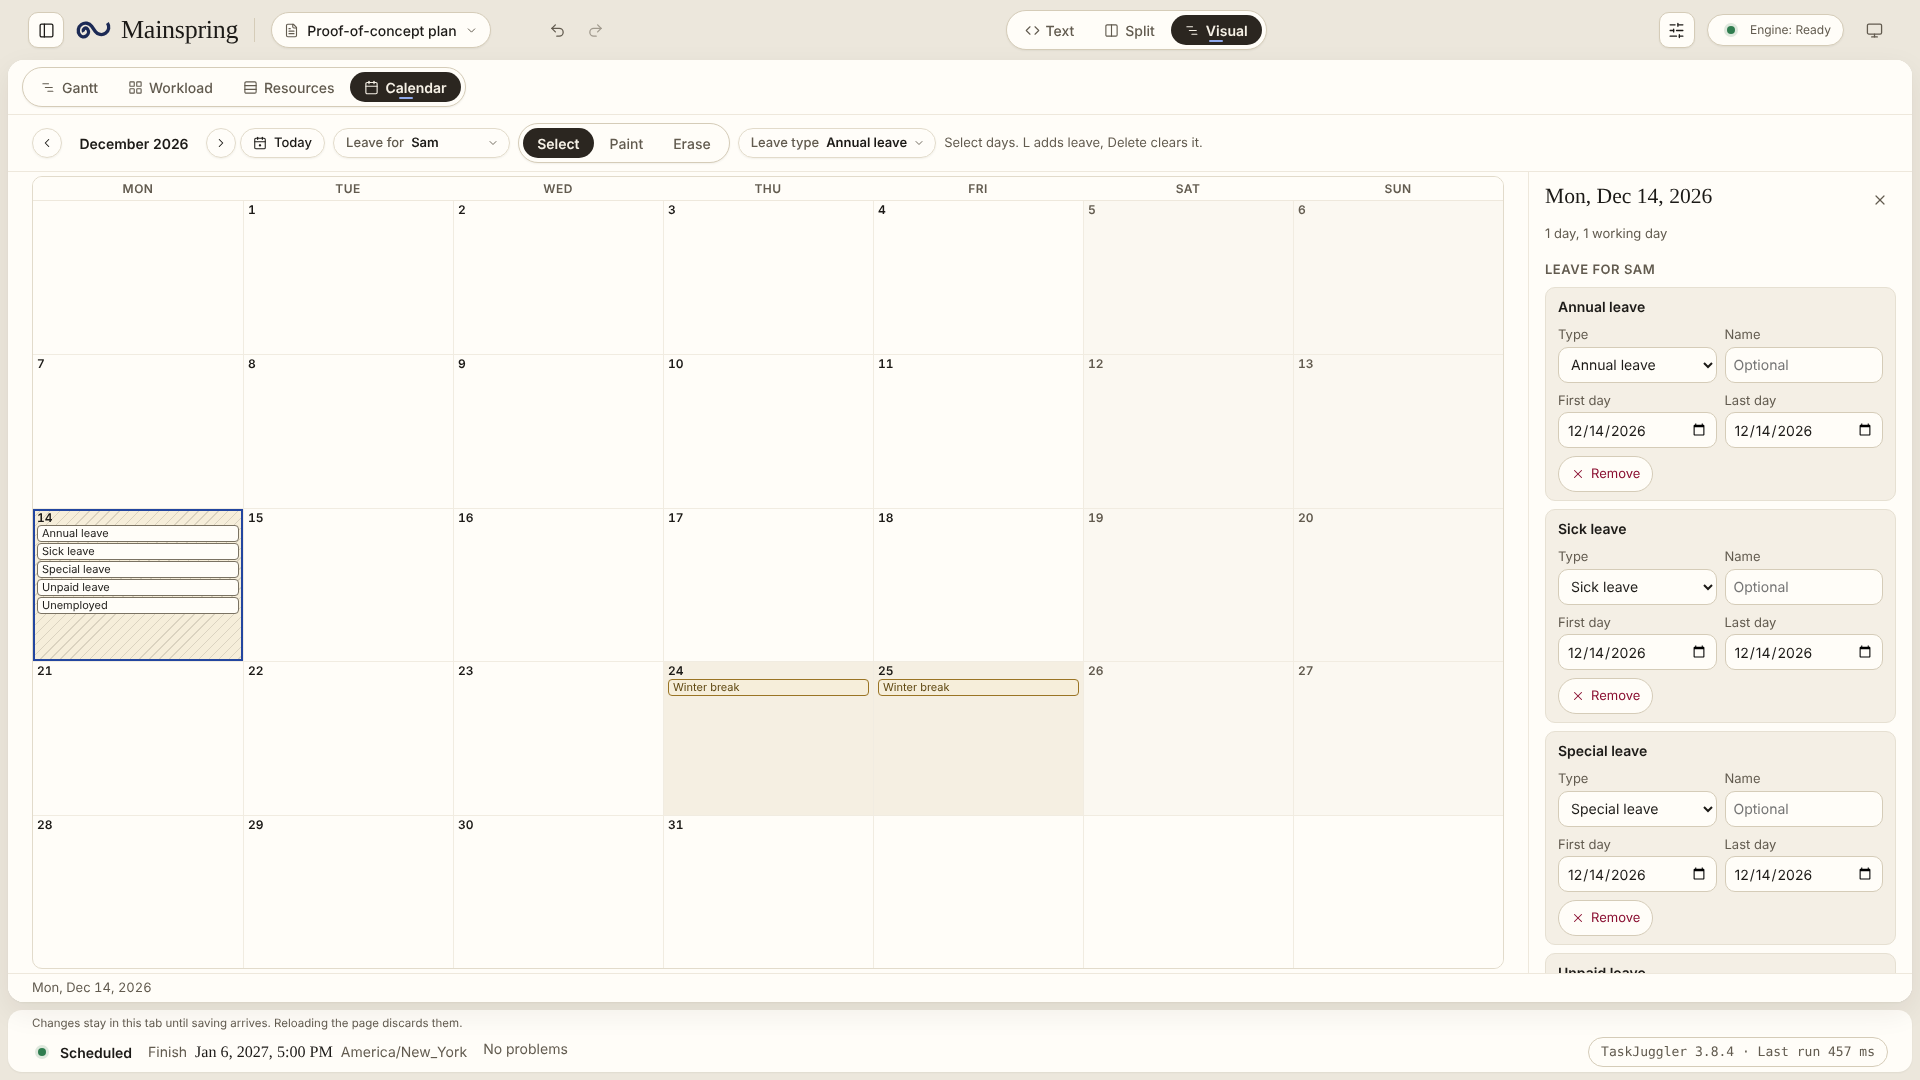 Mainspring
Proof-of-concept plan
Text
Split
Visual
Engine: Ready
Gantt
Workload
Resources
Calendar
December 2026
Today
Leave for Sam
Select
Paint
Erase
Leave type Annual leave
Select days. L adds leave, Delete clears it.
MON TUE WED THU FRI SAT SUN
1 2 3 4 5 6
7 8 9 10 11 12 13
14 15 16 17 18 19 20
Annual leave
Sick leave
Special leave
Unpaid leave
Unemployed
21 22 23 24 25 26 27
Winter break Winter break
28 29 30 31
Mon, Dec 14, 2026
1 day, 1 working day
LEAVE FOR SAM
Annual leave
Type Name
Annual leave Optional
First day Last day
12/14/2026 12/14/2026
Remove
Sick leave
Type Name
Sick leave Optional
First day Last day
12/14/2026 12/14/2026
Remove
Special leave
Type Name
Special leave Optional
First day Last day
12/14/2026 12/14/2026
Remove
Unpaid leave
Mon, Dec 14, 2026
Changes stay in this tab until saving arrives. Reloading the page discards them.
Scheduled Finish Jan 6, 2027, 5:00 PM America/New_York No problems
TaskJuggler 3.8.4 · Last run 457 ms